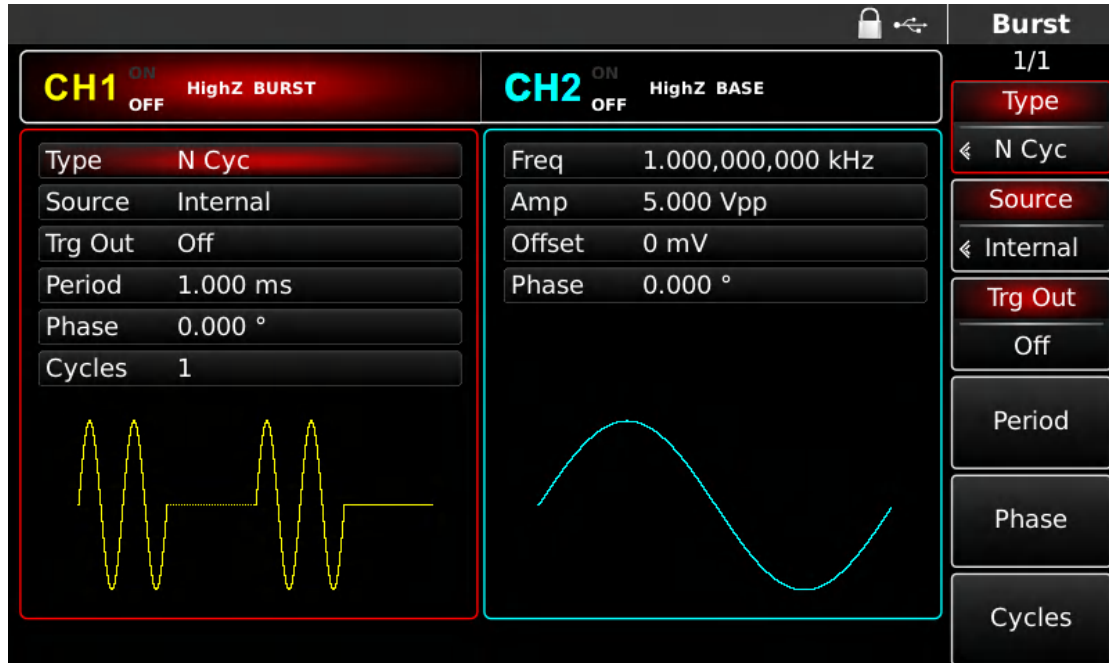 Burst
1/1
CH1 ON OFF HighZ BURST
CH2 ON OFF HighZ BASE
Type N Cyc
Source Internal
Trg Out Off
Period 1.000 ms
Phase 0.000 °
Cycles 1
Freq 1.000,000,000 kHz
Amp 5.000 Vpp
Offset 0 mV
Phase 0.000 °
Type
N Cyc
Source
Internal
Trg Out
Off
Period
Phase
Cycles